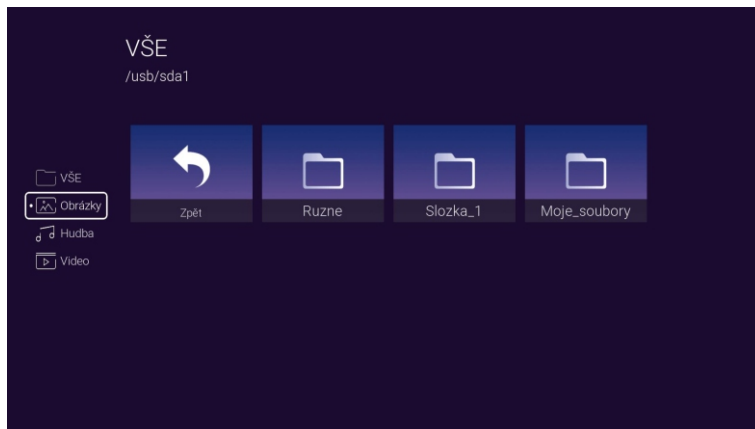 VŠE
/usb/sda1
VŠE
Obrázky
Hudba
Video
Zpět
Ruzne
Slozka_1
Moje_soubory